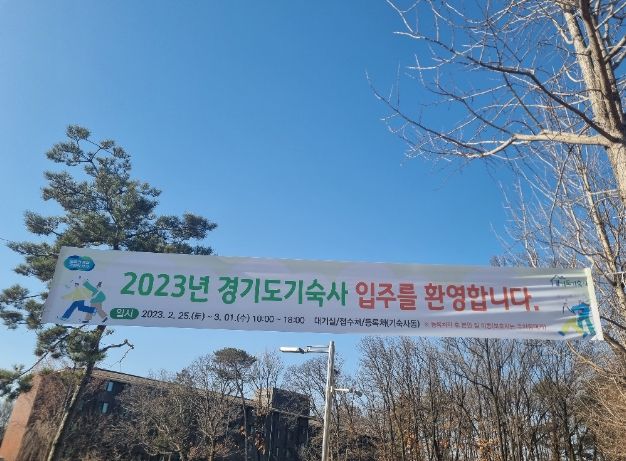 2023년 경기도기숙사 입주를 환영합니다.
일시 2023. 2. 25.(토) ~ 3. 01.(수) 10:00 ~ 18:00 대기실/접수처/등록처(기숙사동)